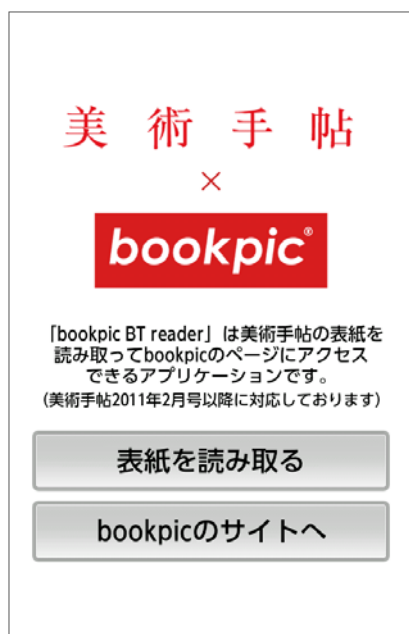 美術手帖
×
bookpic®
「bookpic BT reader」は美術手帖の表紙を
読み取ってbookpicのページにアクセス
できるアプリケーションです。
(美術手帖2011年2月号以降に対応しております)
表紙を読み取る
bookpicのサイトへ